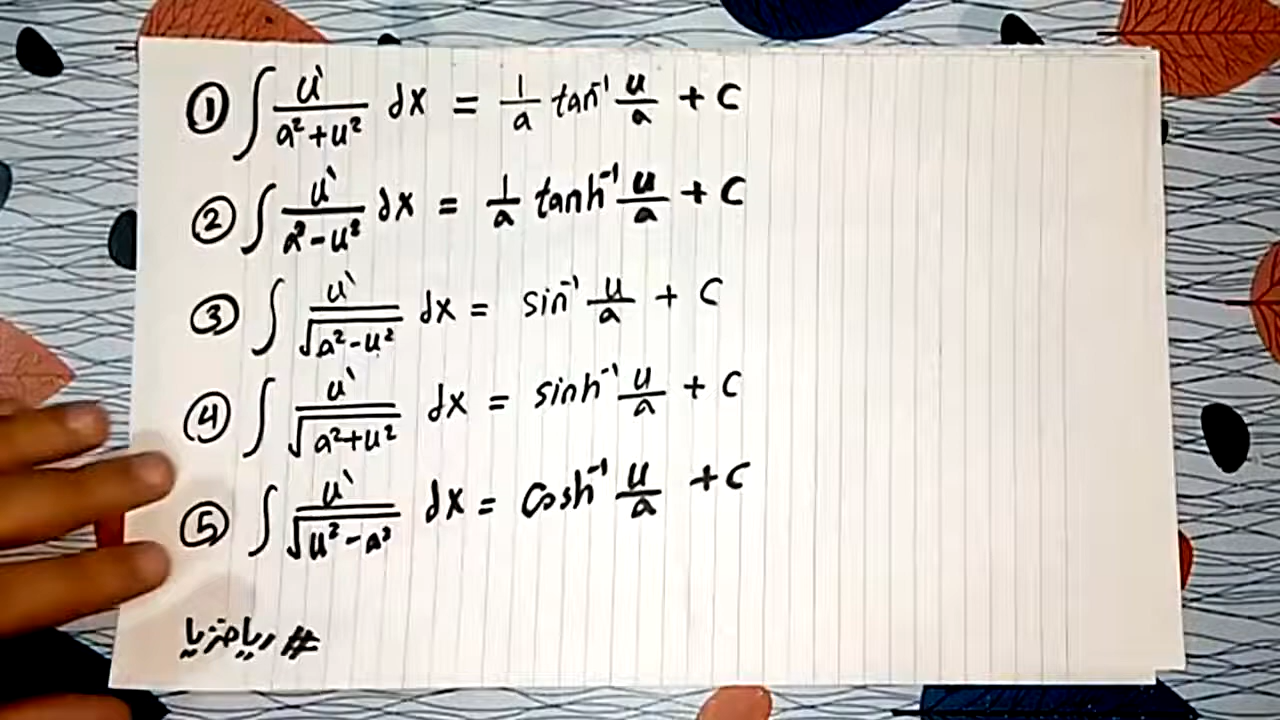 ① ∫ u` / (a² + u²) dx = 1/a tan⁻¹ u/a + C
② ∫ u` / (a² - u²) dx = 1/a tanh⁻¹ u/a + C
③ ∫ u` / √(a² - u²) dx = sin⁻¹ u/a + C
④ ∫ u` / √(a² + u²) dx = sinh⁻¹ u/a + C
⑤ ∫ u` / √(u² - a²) dx = cosh⁻¹ u/a + C